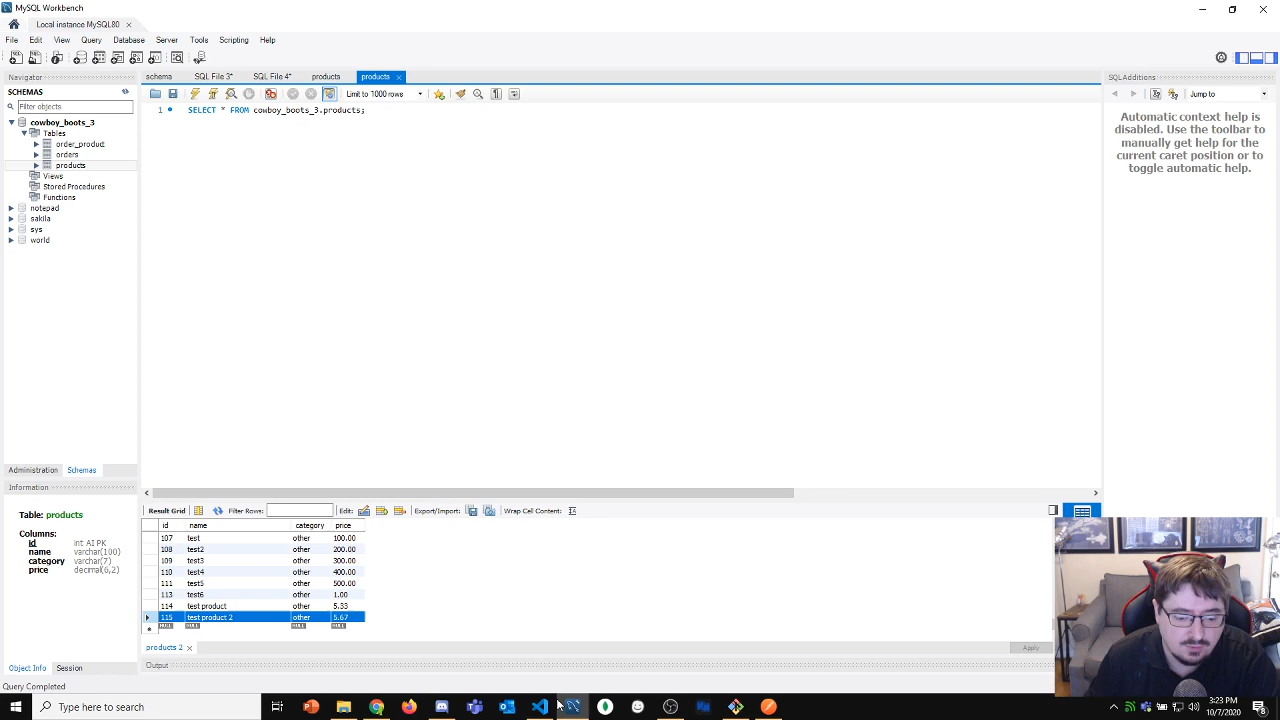 MySQL Workbench
Local instance MySQL80
File Edit View Query Database Server Tools Scripting Help
Navigator
SCHEMAS
Filter objects
cowboy_boots_3
Tables
order_product
orders
products
Views
Stored Procedures
Functions
notepad
sakila
sys
world
Administration Schemas
Information
Table: products
Columns:
id int AI PK
name varchar(100)
category varchar(7)
price decimal(6,2)
Object Info Session
Query Completed
schema SQL File 3* SQL File 4* products products
Limit to 1000 rows
1 SELECT * FROM cowboy_boots_3.products;
Result Grid Filter Rows: Edit: Export/Import: Wrap Cell Content:
id name category price
107 test other 100.00
108 test2 other 200.00
109 test3 other 300.00
110 test4 other 400.00
111 test5 other 500.00
113 test6 other 1.00
114 test product other 5.33
115 test product 2 other 5.67
NULL NULL NULL NULL
products 2 Apply
Output
SQLAdditions
Jump to
Automatic context help is
disabled. Use the toolbar to
manually get help for the
current caret position or to
toggle automatic help.
Type here to search
3:23 PM
10/7/2020